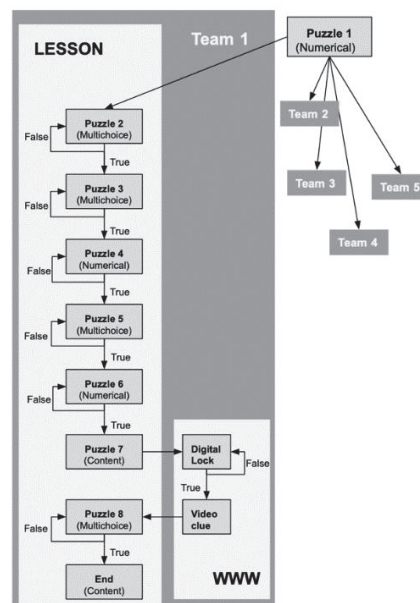 LESSON
Team 1
Puzzle 1
(Numerical)
Team 2
Team 3
Team 5
Team 4
Puzzle 2
(Multichoice)
False
True
Puzzle 3
(Multichoice)
False
True
Puzzle 4
(Numerical)
False
True
Puzzle 5
(Multichoice)
False
True
Puzzle 6
(Numerical)
False
True
Puzzle 7
(Content)
Digital
Lock
False
True
Video
clue
Puzzle 8
(Multichoice)
False
True
End
(Content)
WWW